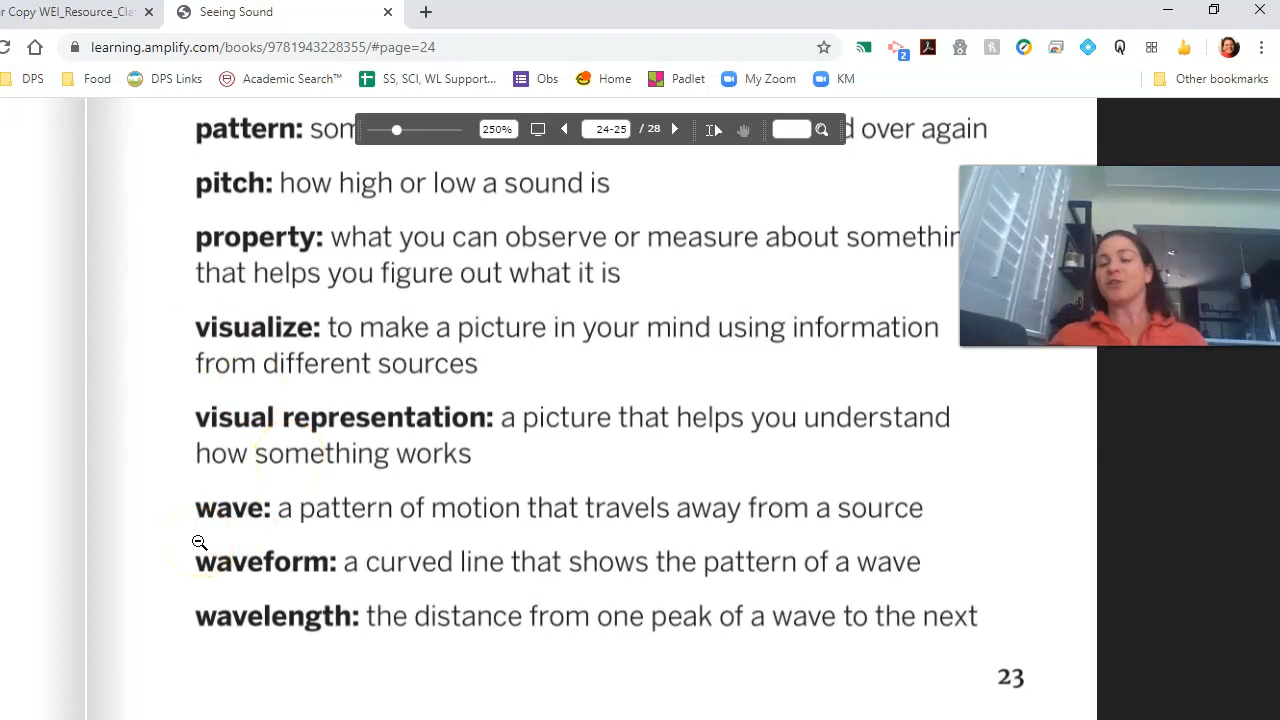 r Copy WEI_Resource_Cla
Seeing Sound
learning.amplify.com/books/9781943228355/#page=24
2
DPS
Food
DPS Links
Academic Search™
SS, SCI, WL Support...
Obs
Home
Padlet
My Zoom
KM
Other bookmarks
250%
24-25 / 28
pattern: som d over again
pitch: how high or low a sound is
property: what you can observe or measure about somethin
that helps you figure out what it is
visualize: to make a picture in your mind using information
from different sources
visual representation: a picture that helps you understand
how something works
wave: a pattern of motion that travels away from a source
waveform: a curved line that shows the pattern of a wave
wavelength: the distance from one peak of a wave to the next
23